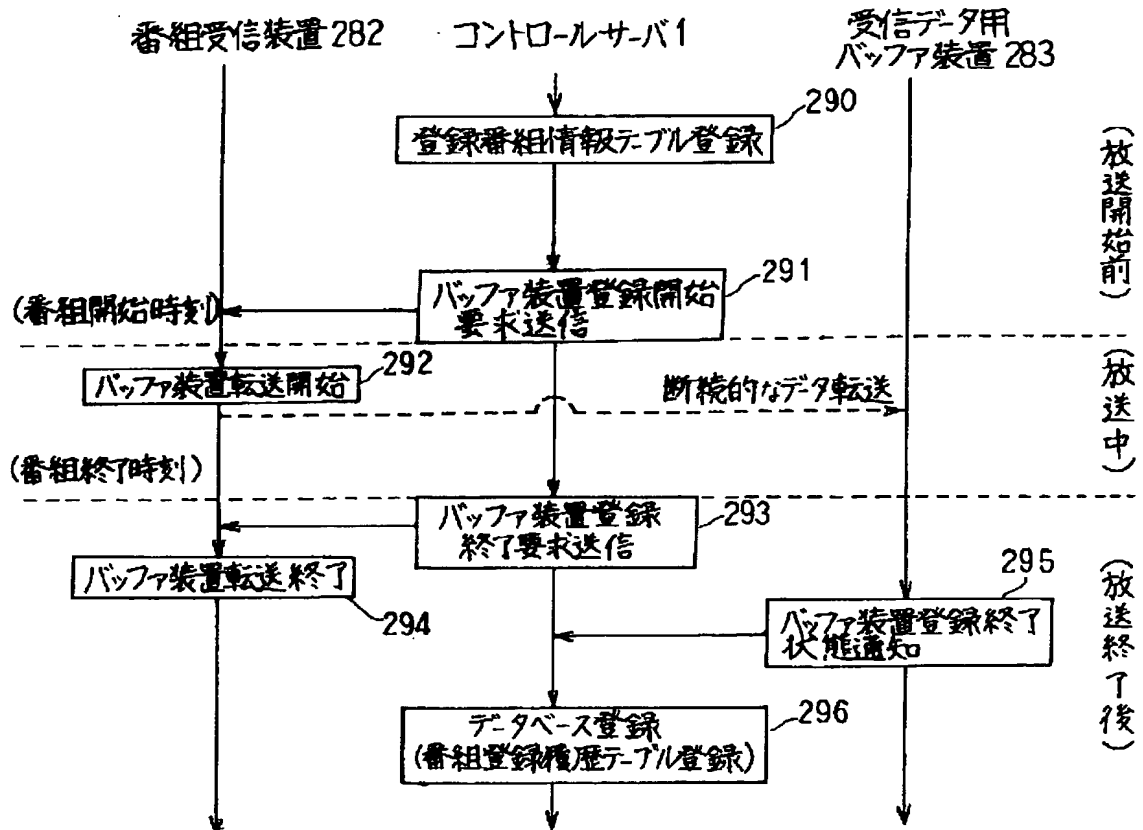 番組受信装置282
コントロールサーバ1
受信データ用
バッファ装置283
290
登録番組情報テーブル登録
(放送開始前)
291
バッファ装置登録開始
要求送信
(番組開始時刻)
292
バッファ装置転送開始
断続的なデータ転送
(放送中)
(番組終了時刻)
293
バッファ装置登録
終了要求送信
バッファ装置転送終了
294
295
バッファ装置登録終了
状態通知
(放送終了後)
296
データベース登録
(番組登録履歴テーブル登録)